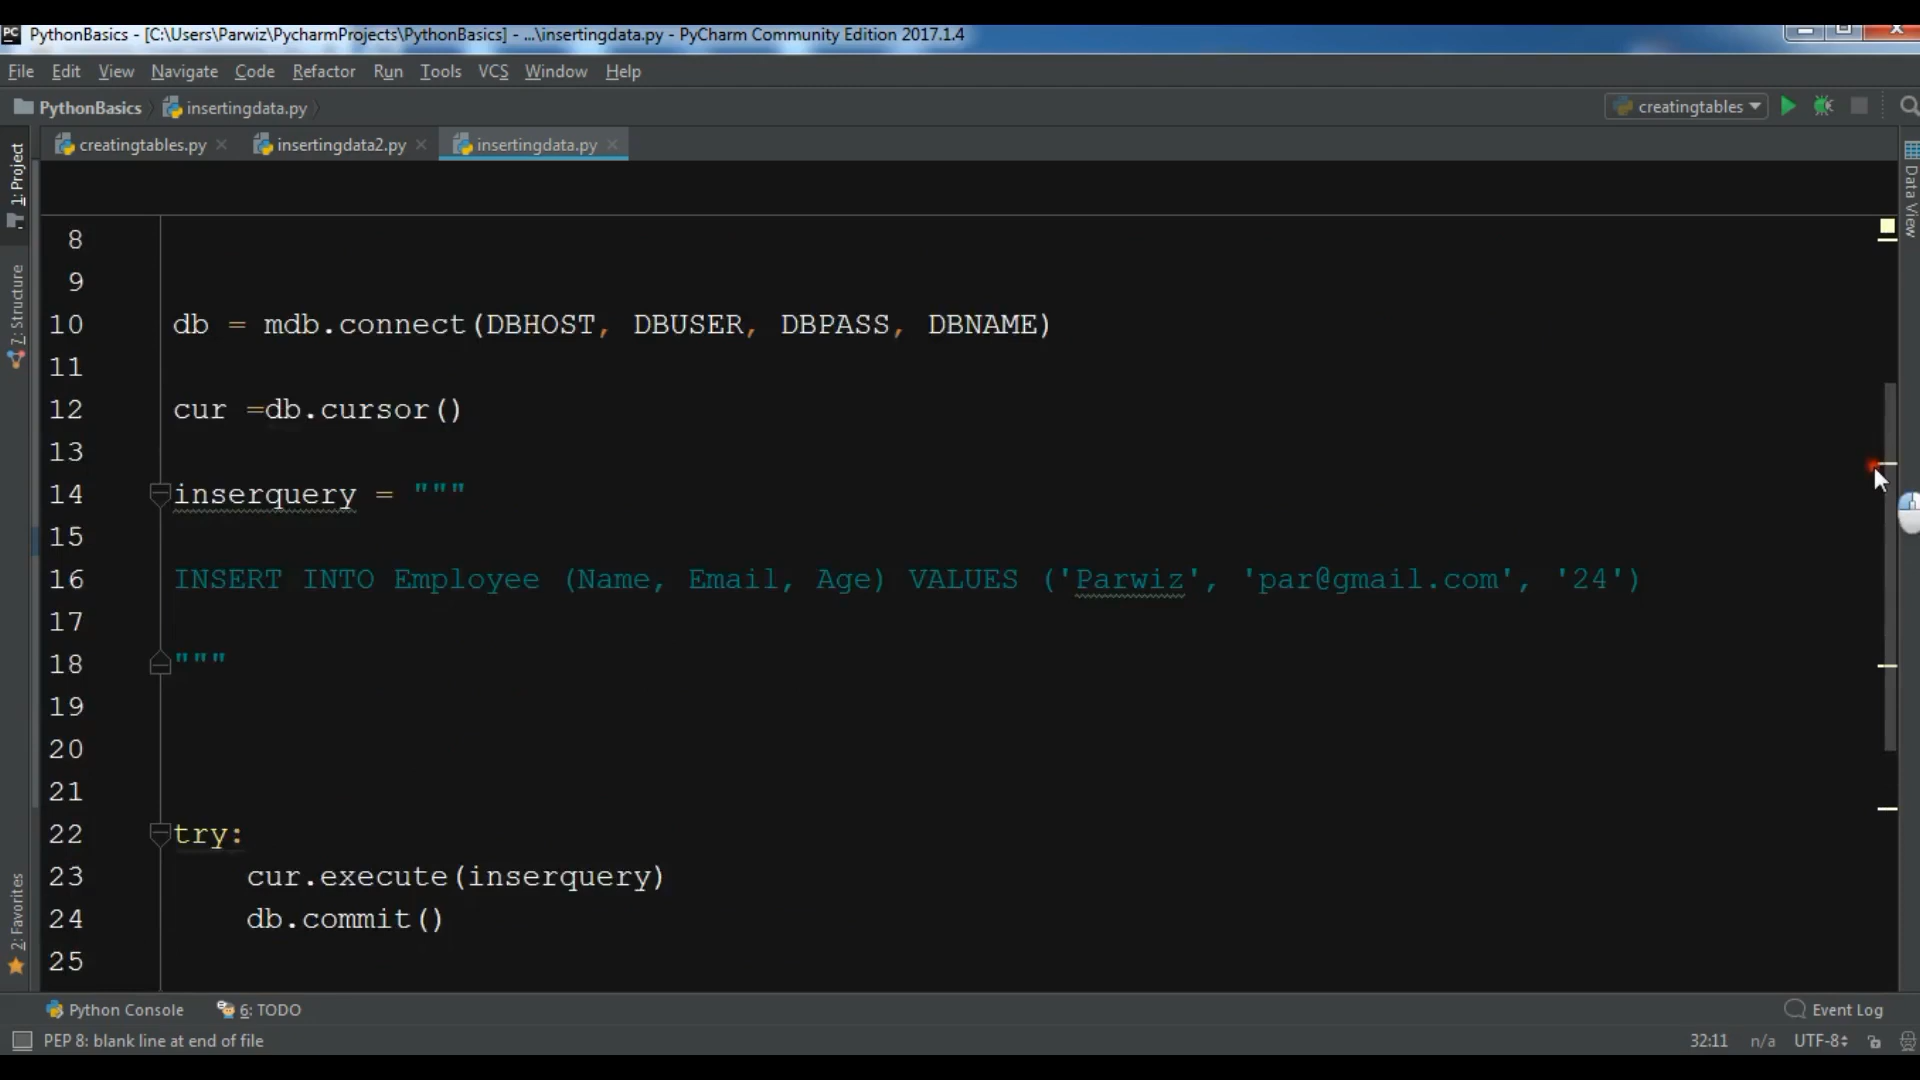 PythonBasics - [C:\Users\Parwiz\PycharmProjects\PythonBasics] - ...\insertingdata.py - PyCharm Community Edition 2017.1.4
File Edit View Navigate Code Refactor Run Tools VCS Window Help
PythonBasics insertingdata.py creatingtables
creatingtables.py insertingdata2.py insertingdata.py
1: Project
7: Structure
2: Favorites
Data View
8
9
10 db = mdb.connect(DBHOST, DBUSER, DBPASS, DBNAME)
11
12 cur =db.cursor()
13
14 inserquery = """
15
16 INSERT INTO Employee (Name, Email, Age) VALUES ('Parwiz', 'par@gmail.com', '24')
17
18 """
19
20
21
22 try:
23 cur.execute(inserquery)
24 db.commit()
25
Python Console 6: TODO Event Log
PEP 8: blank line at end of file 32:11 n/a UTF-8